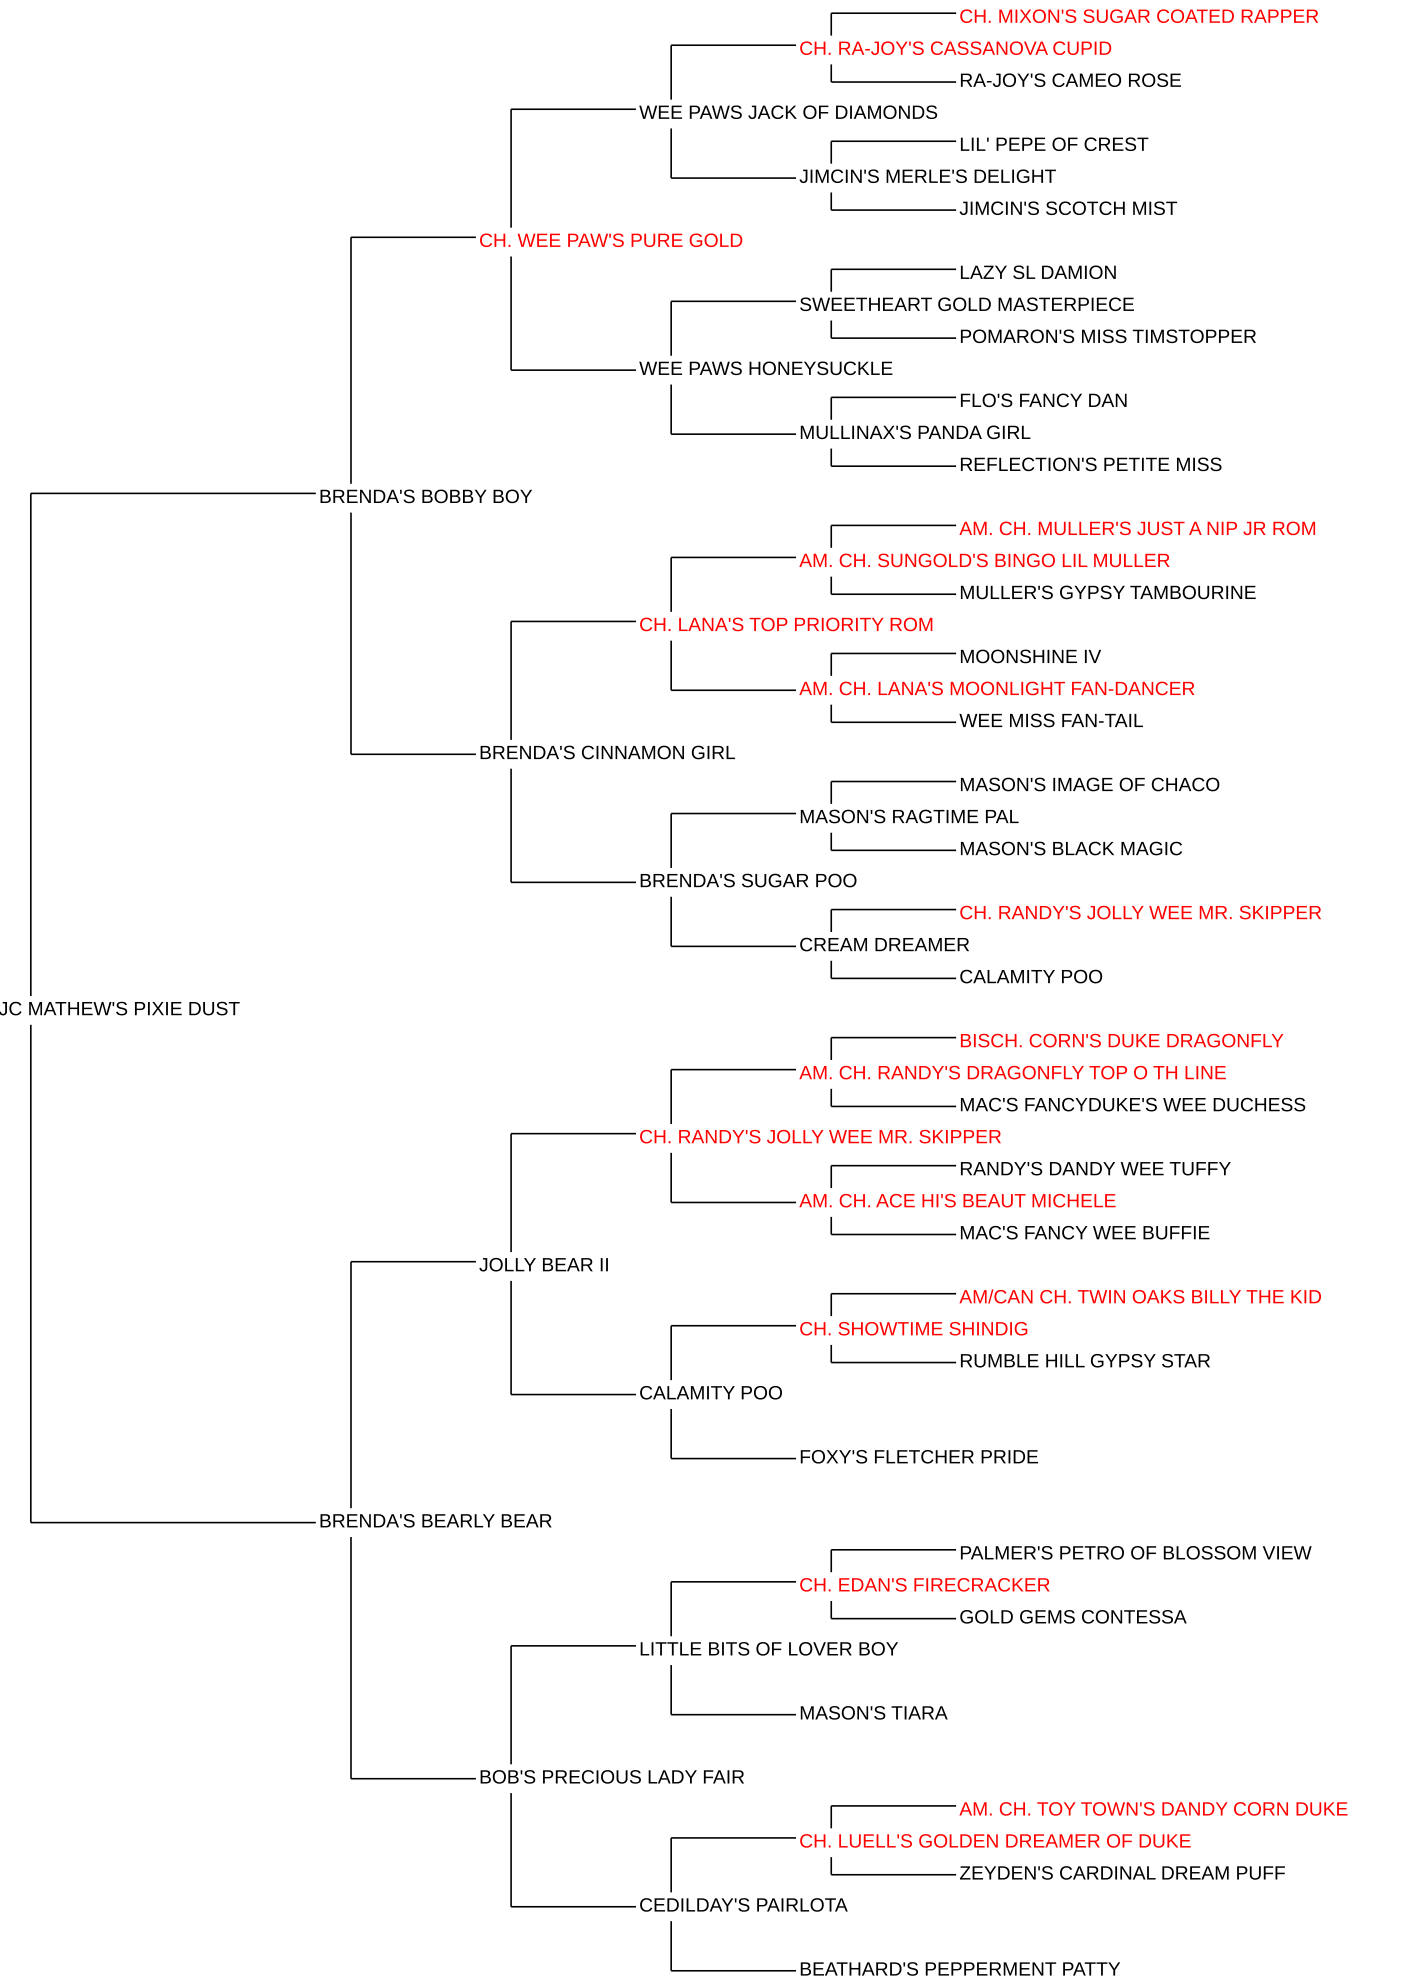 CH. MIXON'S SUGAR COATED RAPPER
CH. RA-JOY'S CASSANOVA CUPID
RA-JOY'S CAMEO ROSE
WEE PAWS JACK OF DIAMONDS
LIL' PEPE OF CREST
JIMCIN'S MERLE'S DELIGHT
JIMCIN'S SCOTCH MIST
CH. WEE PAW'S PURE GOLD
LAZY SL DAMION
SWEETHEART GOLD MASTERPIECE
POMARON'S MISS TIMSTOPPER
WEE PAWS HONEYSUCKLE
FLO'S FANCY DAN
MULLINAX'S PANDA GIRL
REFLECTION'S PETITE MISS
BRENDA'S BOBBY BOY
AM. CH. MULLER'S JUST A NIP JR ROM
AM. CH. SUNGOLD'S BINGO LIL MULLER
MULLER'S GYPSY TAMBOURINE
CH. LANA'S TOP PRIORITY ROM
MOONSHINE IV
AM. CH. LANA'S MOONLIGHT FAN-DANCER
WEE MISS FAN-TAIL
BRENDA'S CINNAMON GIRL
MASON'S IMAGE OF CHACO
MASON'S RAGTIME PAL
MASON'S BLACK MAGIC
BRENDA'S SUGAR POO
CH. RANDY'S JOLLY WEE MR. SKIPPER
CREAM DREAMER
CALAMITY POO
JC MATHEW'S PIXIE DUST
BISCH. CORN'S DUKE DRAGONFLY
AM. CH. RANDY'S DRAGONFLY TOP O TH LINE
MAC'S FANCYDUKE'S WEE DUCHESS
CH. RANDY'S JOLLY WEE MR. SKIPPER
RANDY'S DANDY WEE TUFFY
AM. CH. ACE HI'S BEAUT MICHELE
MAC'S FANCY WEE BUFFIE
JOLLY BEAR II
AM/CAN CH. TWIN OAKS BILLY THE KID
CH. SHOWTIME SHINDIG
RUMBLE HILL GYPSY STAR
CALAMITY POO
FOXY'S FLETCHER PRIDE
BRENDA'S BEARLY BEAR
PALMER'S PETRO OF BLOSSOM VIEW
CH. EDAN'S FIRECRACKER
GOLD GEMS CONTESSA
LITTLE BITS OF LOVER BOY
MASON'S TIARA
BOB'S PRECIOUS LADY FAIR
AM. CH. TOY TOWN'S DANDY CORN DUKE
CH. LUELL'S GOLDEN DREAMER OF DUKE
ZEYDEN'S CARDINAL DREAM PUFF
CEDILDAY'S PAIRLOTA
BEATHARD'S PEPPERMENT PATTY